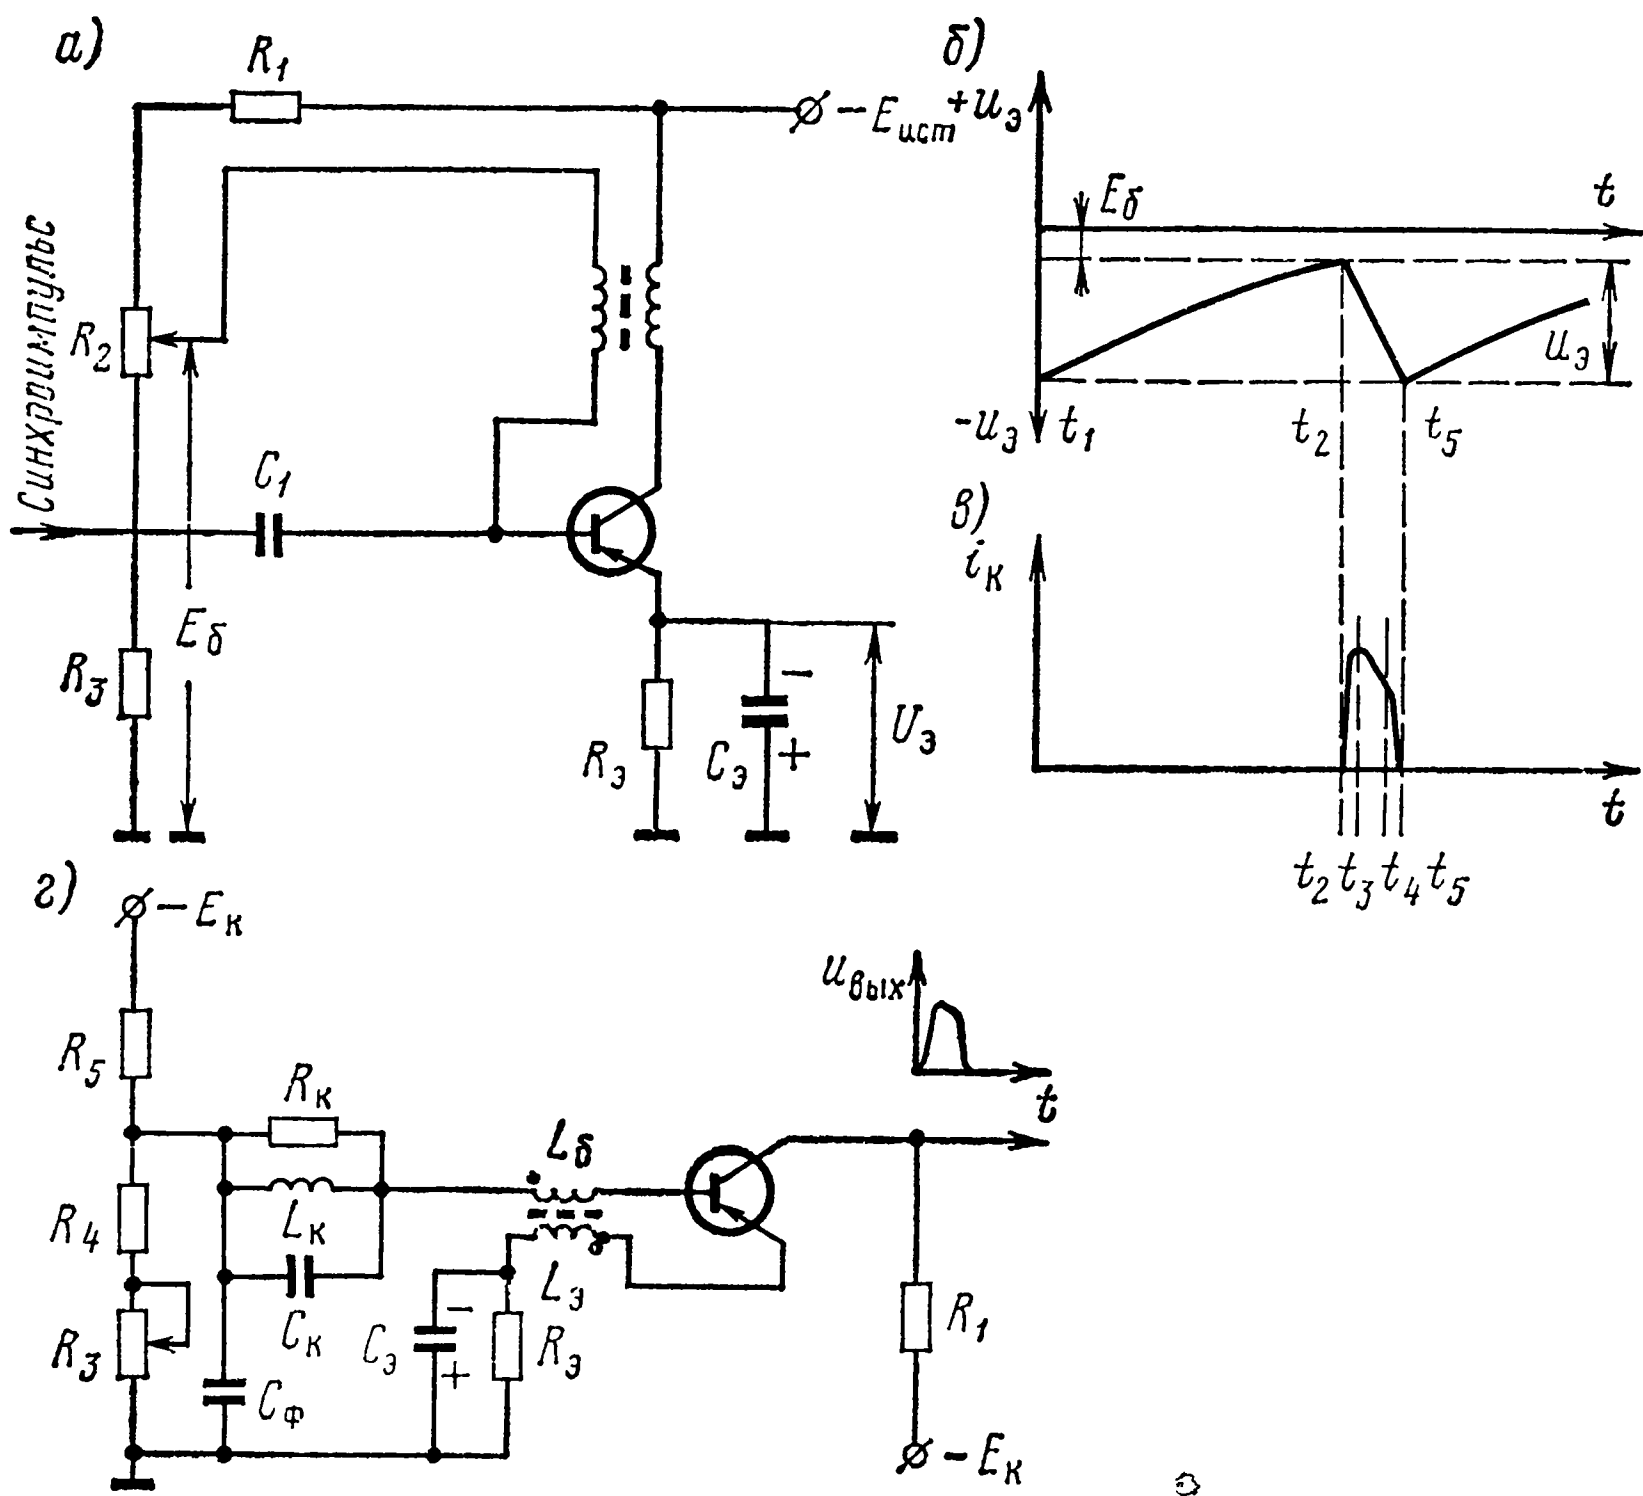 а)
R₁
− Eист
Синхроимпульс
R₂
C₁
Eб
R₃
Rэ
Cэ
−
+
Uэ
б)
+uэ
Eб
t
uэ
−uэ
t₁
t₂
t₅
в)
iк
t
t₂ t₃ t₄ t₅
г)
− Eк
R₅
Rк
Lб
R₄
Lк
Cк
Lэ
R₃
Cф
Cэ
−
+
Rэ
uвых
t
R₁
− Eк